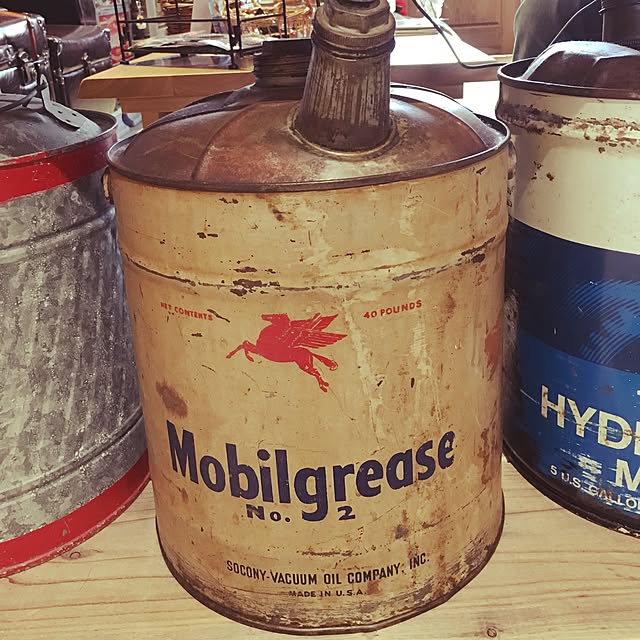 NET CONTENTS 40 POUNDS
Mobilgrease
No. 2
SOCONY-VACUUM OIL COMPANY, INC.
MADE IN U.S.A.
HYD
M
5 U.S. GALLO